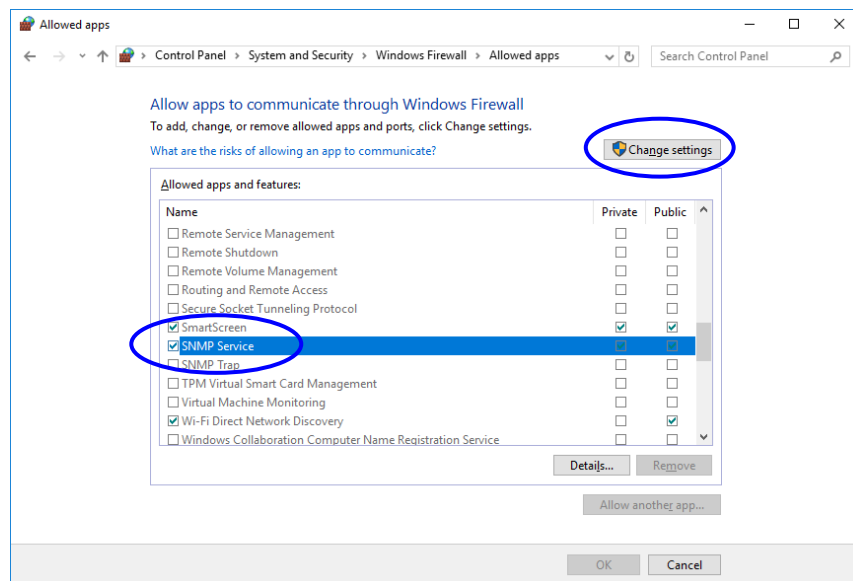 Allowed apps
Control Panel > System and Security > Windows Firewall > Allowed apps
Search Control Panel
Allow apps to communicate through Windows Firewall
To add, change, or remove allowed apps and ports, click Change settings.
What are the risks of allowing an app to communicate?
Change settings
Allowed apps and features:
Name Private Public
Remote Service Management
Remote Shutdown
Remote Volume Management
Routing and Remote Access
Secure Socket Tunneling Protocol
SmartScreen
SNMP Service
SNMP Trap
TPM Virtual Smart Card Management
Virtual Machine Monitoring
Wi-Fi Direct Network Discovery
Windows Collaboration Computer Name Registration Service
Details... Remove
Allow another app...
OK Cancel